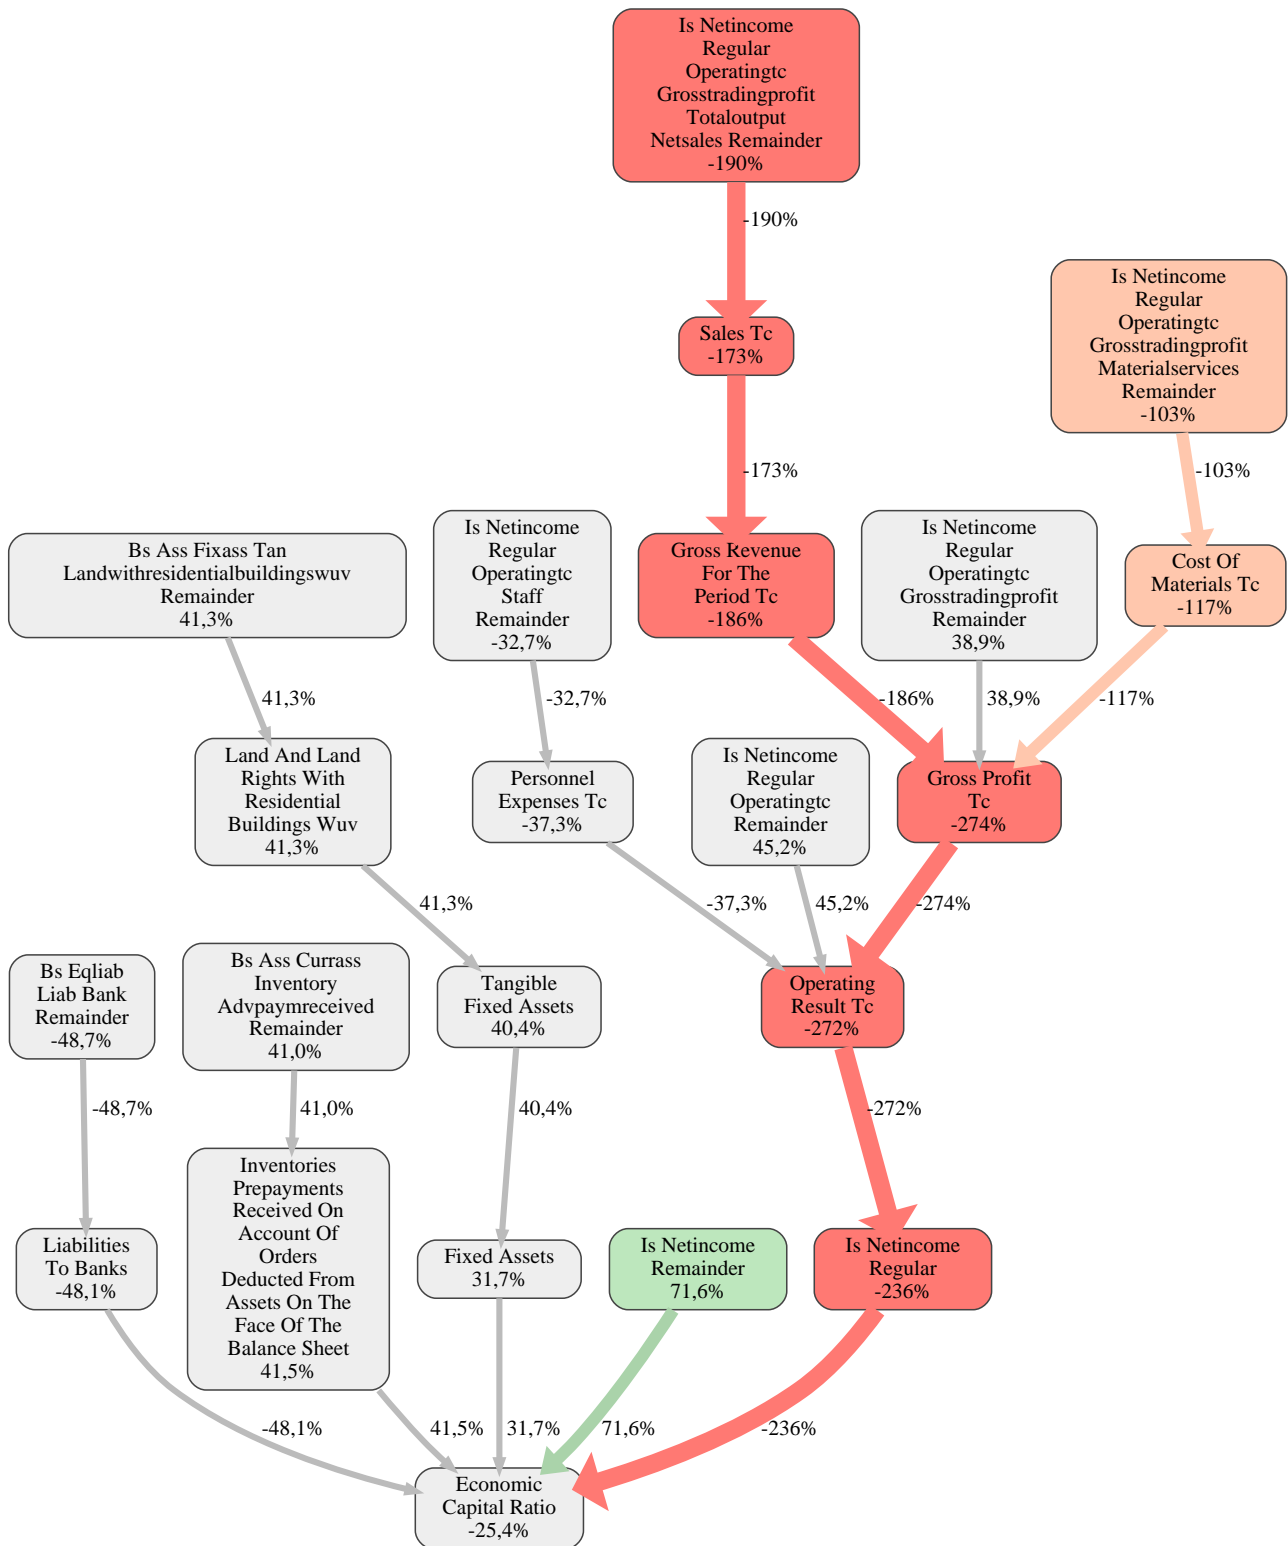 Is Netincome
Regular
Operatingtc
Grosstradingprofit
Totaloutput
Netsales Remainder
-190%
-190%
Is Netincome
Regular
Operatingtc
Grosstradingprofit
Materialservices
Remainder
-103%
Sales Tc
-173%
-173%
-103%
Bs Ass Fixass Tan
Landwithresidentialbuildingswuv
Remainder
41,3%
Is Netincome
Regular
Operatingtc
Staff
Remainder
-32,7%
Gross Revenue
For The
Period Tc
-186%
Is Netincome
Regular
Operatingtc
Grosstradingprofit
Remainder
38,9%
Cost Of
Materials Tc
-117%
41,3%
-32,7%
-186%
38,9%
-117%
Land And Land
Rights With
Residential
Buildings Wuv
41,3%
Personnel
Expenses Tc
-37,3%
Is Netincome
Regular
Operatingtc
Remainder
45,2%
Gross Profit
Tc
-274%
41,3%
-37,3%
45,2%
-274%
Bs Eqliab
Liab Bank
Remainder
-48,7%
Bs Ass Currass
Inventory
Advpaymreceived
Remainder
41,0%
Tangible
Fixed Assets
40,4%
Operating
Result Tc
-272%
-48,7%
41,0%
40,4%
-272%
Liabilities
To Banks
-48,1%
Inventories
Prepayments
Received On
Account Of
Orders
Deducted From
Assets On The
Face Of The
Balance Sheet
41,5%
Fixed Assets
31,7%
Is Netincome
Remainder
71,6%
Is Netincome
Regular
-236%
-48,1%
41,5%
31,7%
71,6%
-236%
Economic
Capital Ratio
-25,4%